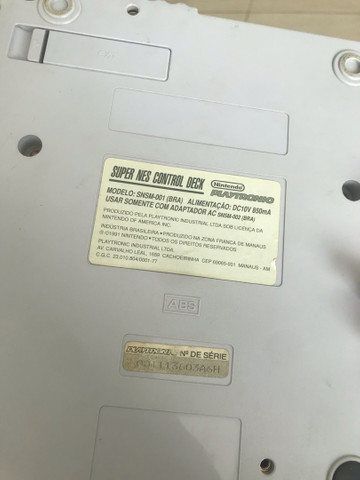 SUPER NES CONTROL DECK
Nintendo
PLAYTRONIC
MODELO: SNSM-001 (BRA) ALIMENTAÇÃO: DC10V 850mA
USAR SOMENTE COM ADAPTADOR AC SNSM-002 (BRA)
PRODUZIDO PELA PLAYTRONIC INDUSTRIAL LTDA SOB LICENÇA DA
NINTENDO OF AMERICA INC.
INDÚSTRIA BRASILEIRA • PRODUZIDO NA ZONA FRANCA DE MANAUS
© 1991 NINTENDO • TODOS OS DIREITOS RESERVADOS
PLAYTRONIC INDUSTRIAL LTDA.
AV. CARVALHO LEAL, 1899 CACHOEIRINHA CEP 69065-001 MANAUS - AM
ABS
PLAYTRONIC Nº DE SÉRIE